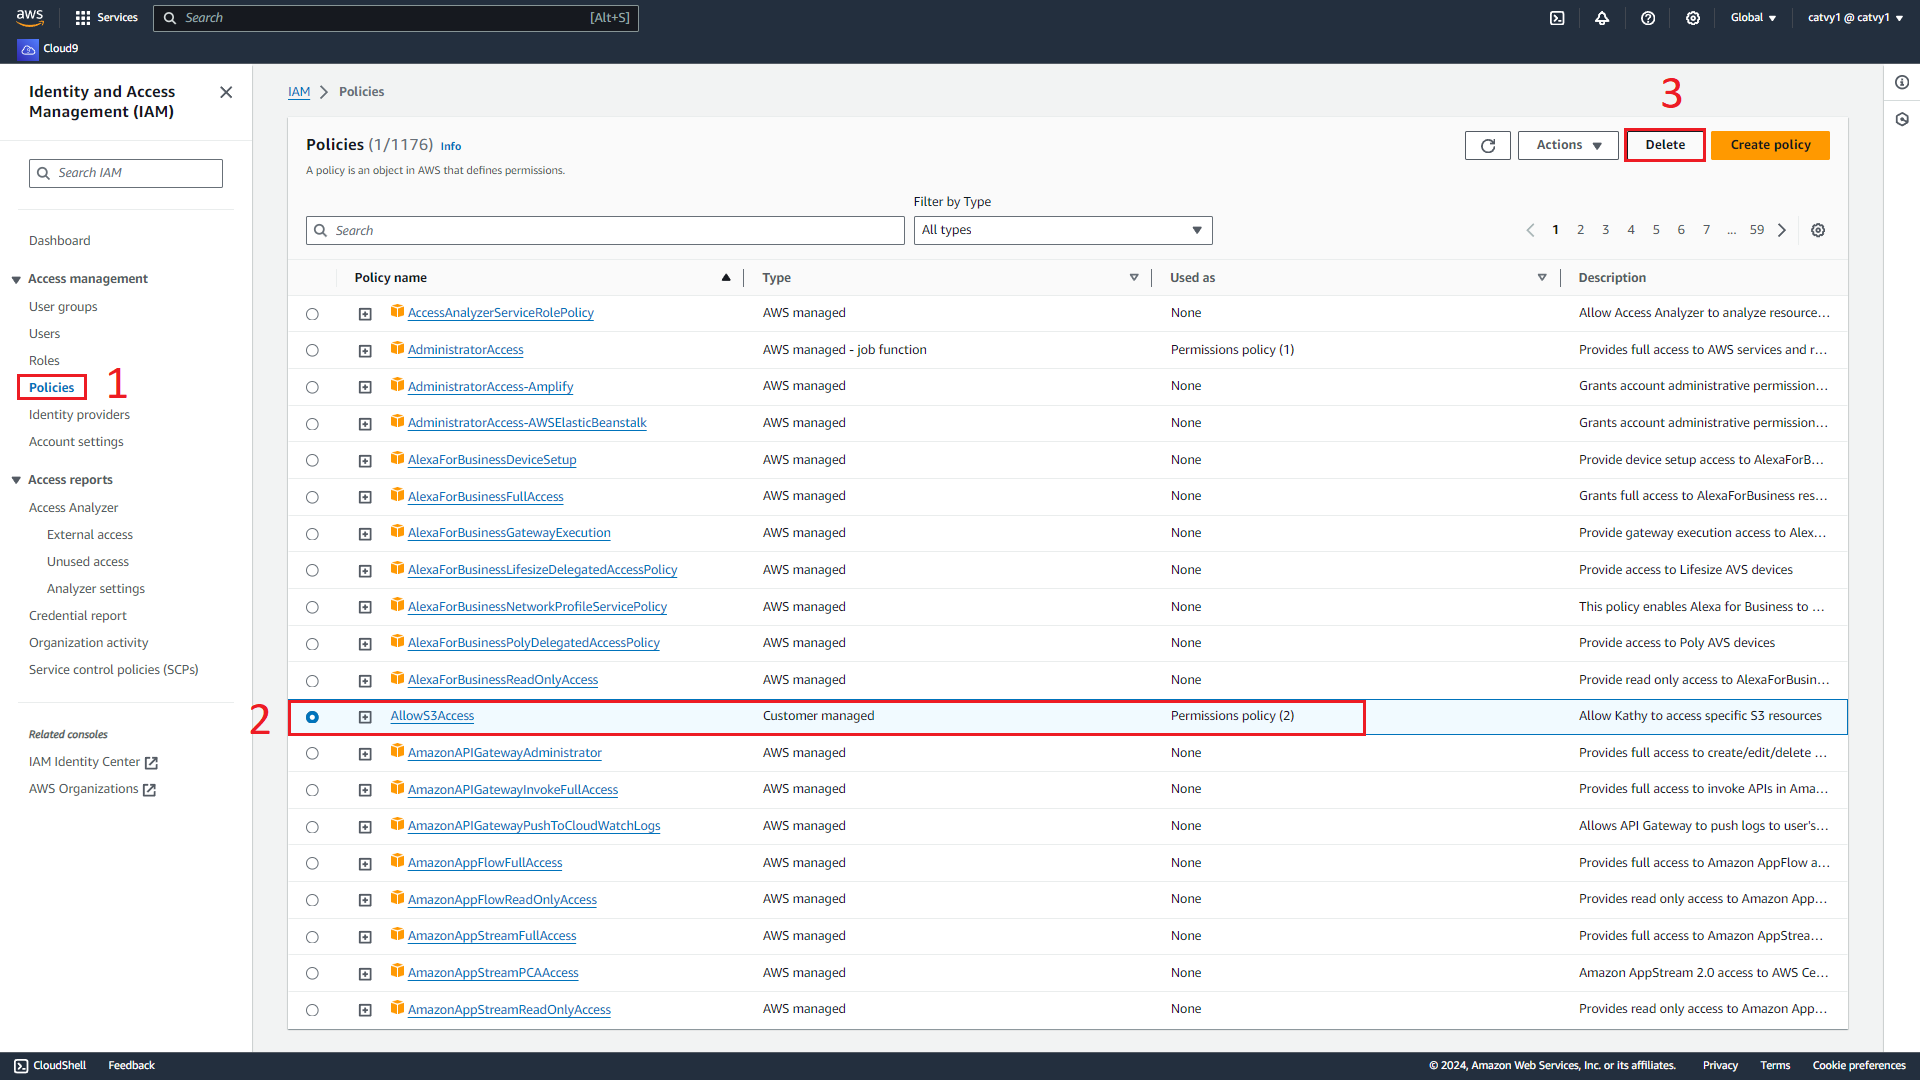 aws
Services
Search
[Alt+S]
Global
catvy1 @ catvy1
Cloud9
Identity and Access
Management (IAM)
Search IAM
Dashboard
Access management
User groups
Users
Roles
Policies
1
Identity providers
Account settings
Access reports
Access Analyzer
External access
Unused access
Analyzer settings
Credential report
Organization activity
Service control policies (SCPs)
Related consoles
IAM Identity Center
AWS Organizations
IAM > Policies
3
Policies (1/1176) Info
A policy is an object in AWS that defines permissions.
Actions
Delete
Create policy
Filter by Type
Search
All types
1 2 3 4 5 6 7 ... 59
Policy name Type Used as Description
AccessAnalyzerServiceRolePolicy AWS managed None Allow Access Analyzer to analyze resource...
AdministratorAccess AWS managed - job function Permissions policy (1) Provides full access to AWS services and r...
AdministratorAccess-Amplify AWS managed None Grants account administrative permission...
AdministratorAccess-AWSElasticBeanstalk AWS managed None Grants account administrative permission...
AlexaForBusinessDeviceSetup AWS managed None Provide device setup access to AlexaForB...
AlexaForBusinessFullAccess AWS managed None Grants full access to AlexaForBusiness res...
AlexaForBusinessGatewayExecution AWS managed None Provide gateway execution access to Alex...
AlexaForBusinessLifesizeDelegatedAccessPolicy AWS managed None Provide access to Lifesize AVS devices
AlexaForBusinessNetworkProfileServicePolicy AWS managed None This policy enables Alexa for Business to ...
AlexaForBusinessPolyDelegatedAccessPolicy AWS managed None Provide access to Poly AVS devices
AlexaForBusinessReadOnlyAccess AWS managed None Provide read only access to AlexaForBusin...
2 AllowS3Access Customer managed Permissions policy (2) Allow Kathy to access specific S3 resources
AmazonAPIGatewayAdministrator AWS managed None Provides full access to create/edit/delete ...
AmazonAPIGatewayInvokeFullAccess AWS managed None Provides full access to invoke APIs in Ama...
AmazonAPIGatewayPushToCloudWatchLogs AWS managed None Allows API Gateway to push logs to user's...
AmazonAppFlowFullAccess AWS managed None Provides full access to Amazon AppFlow a...
AmazonAppFlowReadOnlyAccess AWS managed None Provides read only access to Amazon App...
AmazonAppStreamFullAccess AWS managed None Provides full access to Amazon AppStrea...
AmazonAppStreamPCAAccess AWS managed None Amazon AppStream 2.0 access to AWS Ce...
AmazonAppStreamReadOnlyAccess AWS managed None Provides read only access to Amazon App...
CloudShell Feedback © 2024, Amazon Web Services, Inc. or its affiliates. Privacy Terms Cookie preferences